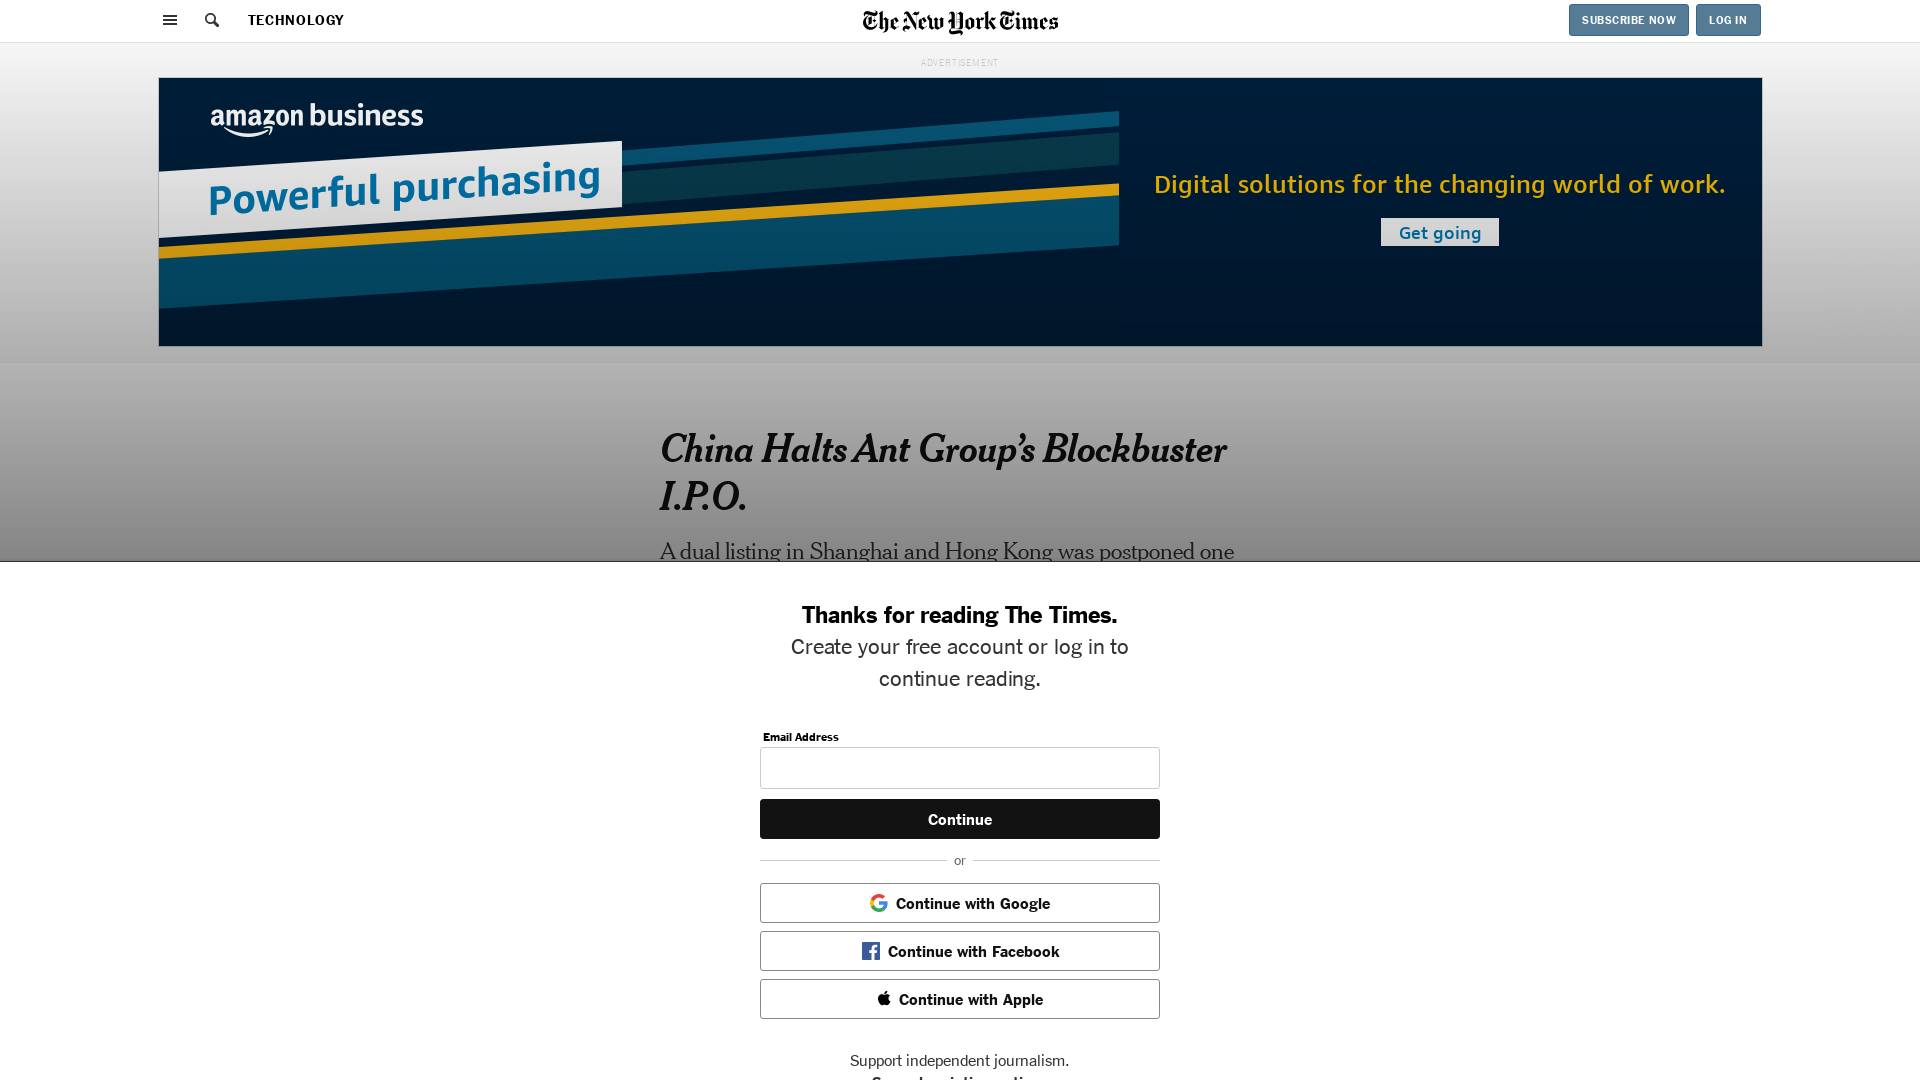 TECHNOLOGY
The New York Times
SUBSCRIBE NOW
LOG IN
ADVERTISEMENT
amazon business
Powerful purchasing
Digital solutions for the changing world of work.
Get going
China Halts Ant Group’s Blockbuster
I.P.O.
A dual listing in Shanghai and Hong Kong was postponed one
Thanks for reading The Times.
Create your free account or log in to
continue reading.
Email Address
Continue
or
Continue with Google
Continue with Facebook
Continue with Apple
Support independent journalism.